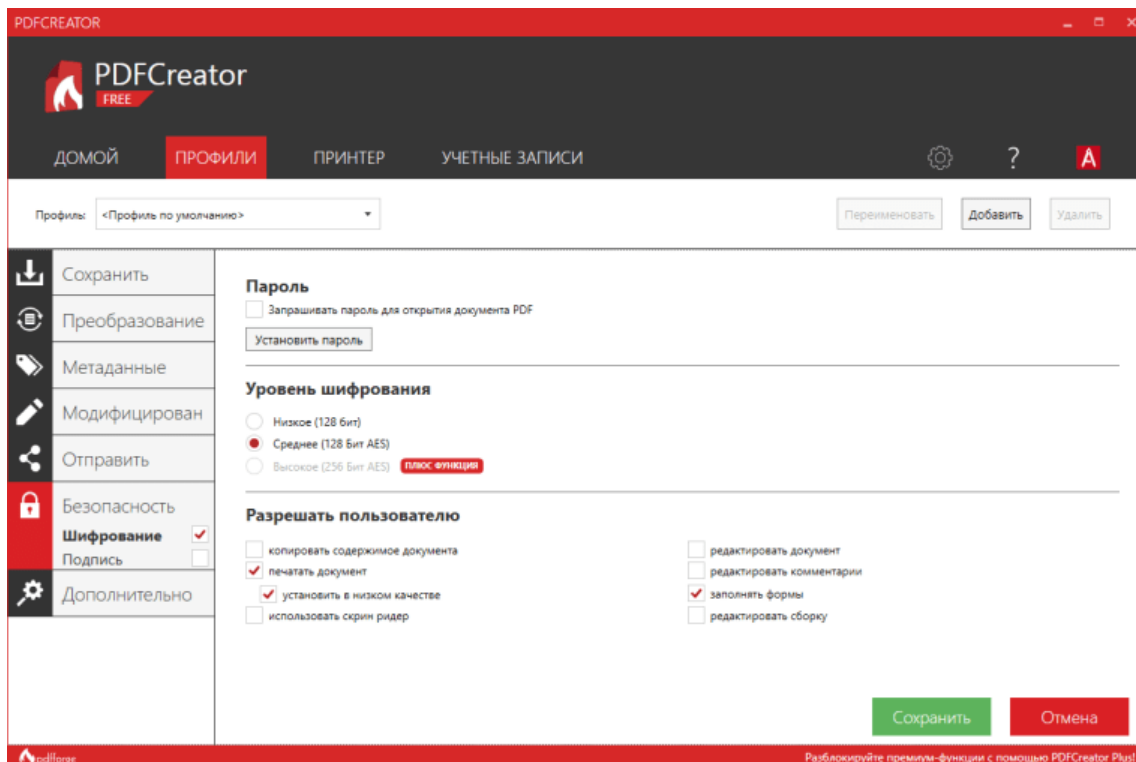 PDFCREATOR
PDFCreator
FREE
ДОМОЙ ПРОФИЛИ ПРИНТЕР УЧЕТНЫЕ ЗАПИСИ ?
Профиль: <Профиль по умолчанию> Переименовать Добавить Удалить
Сохранить
Преобразование
Метаданные
Модифицирован
Отправить
Безопасность
Шифрование
Подпись
Дополнительно
Пароль
Запрашивать пароль для открытия документа PDF
Установить пароль
Уровень шифрования
Низкое (128 бит)
Среднее (128 Бит AES)
Высокое (256 Бит AES) ПЛЮС ФУНКЦИЯ
Разрешать пользователю
копировать содержимое документа
печатать документ
установить в низком качестве
использовать скрин ридер
редактировать документ
редактировать комментарии
заполнять формы
редактировать сборку
Сохранить Отмена
pdfforge Разблокируйте премиум-функции с помощью PDFCreator Plus!